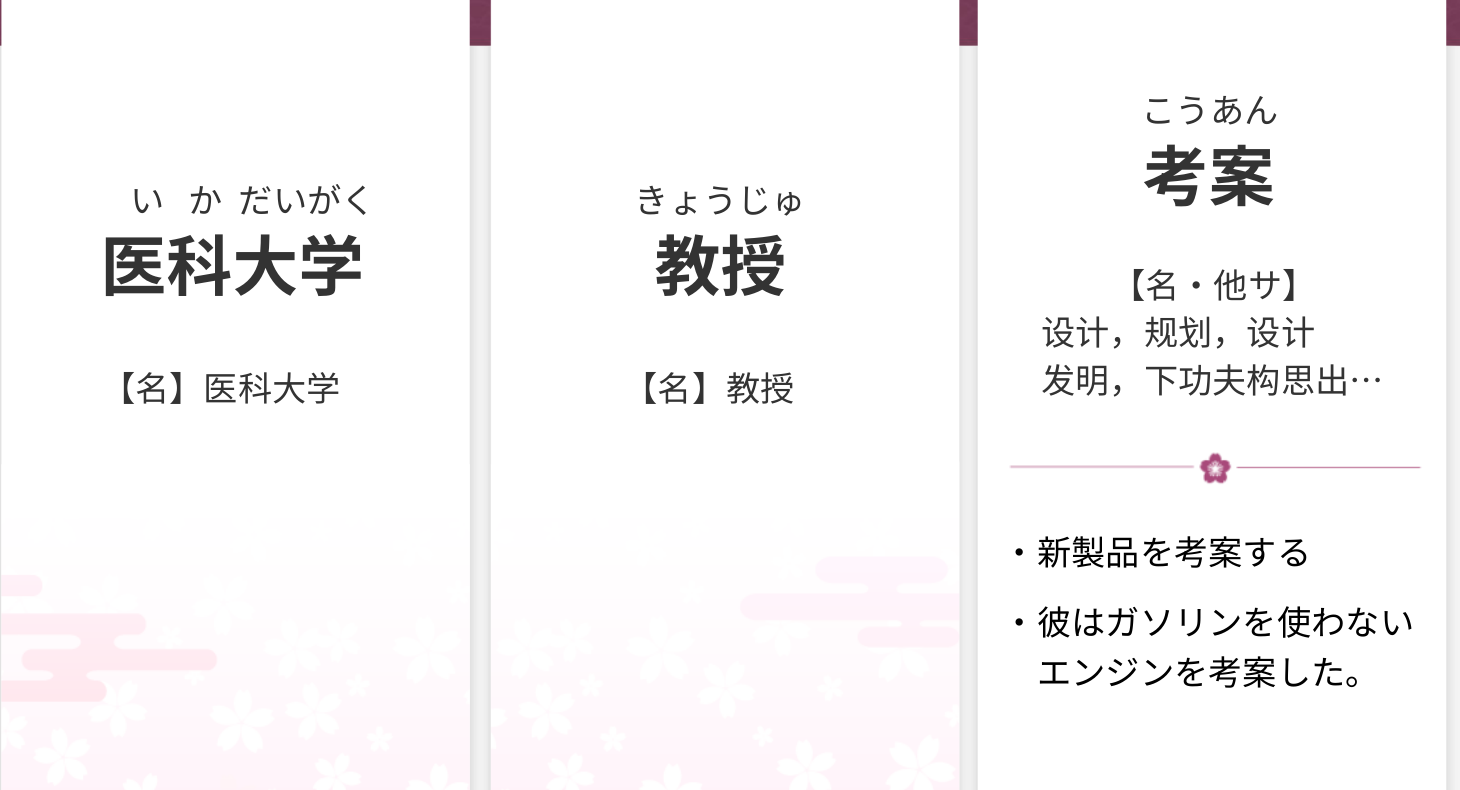 い か だいがく
医科大学
【名】医科大学
きょうじゅ
教授
【名】教授
こうあん
考案
【名・他サ】
设计，规划，设计
发明，下功夫构思出…
・新製品を考案する
・彼はガソリンを使わない
エンジンを考案した。